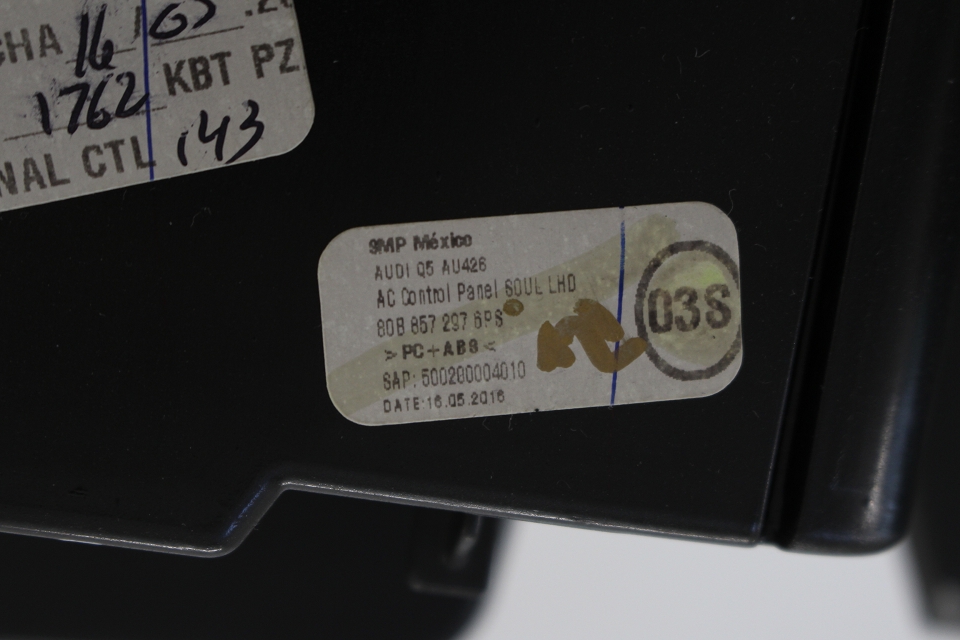 CHA 16/05.20
1762 KBT PZ
NAL CTL 143
SMP México
AUDI Q5 AU426
AC Control Panel SOUL LHD
80B 857 297 6PS
>PC+ABS<
SAP: 500280004010
DATE:16.05.2016
03S